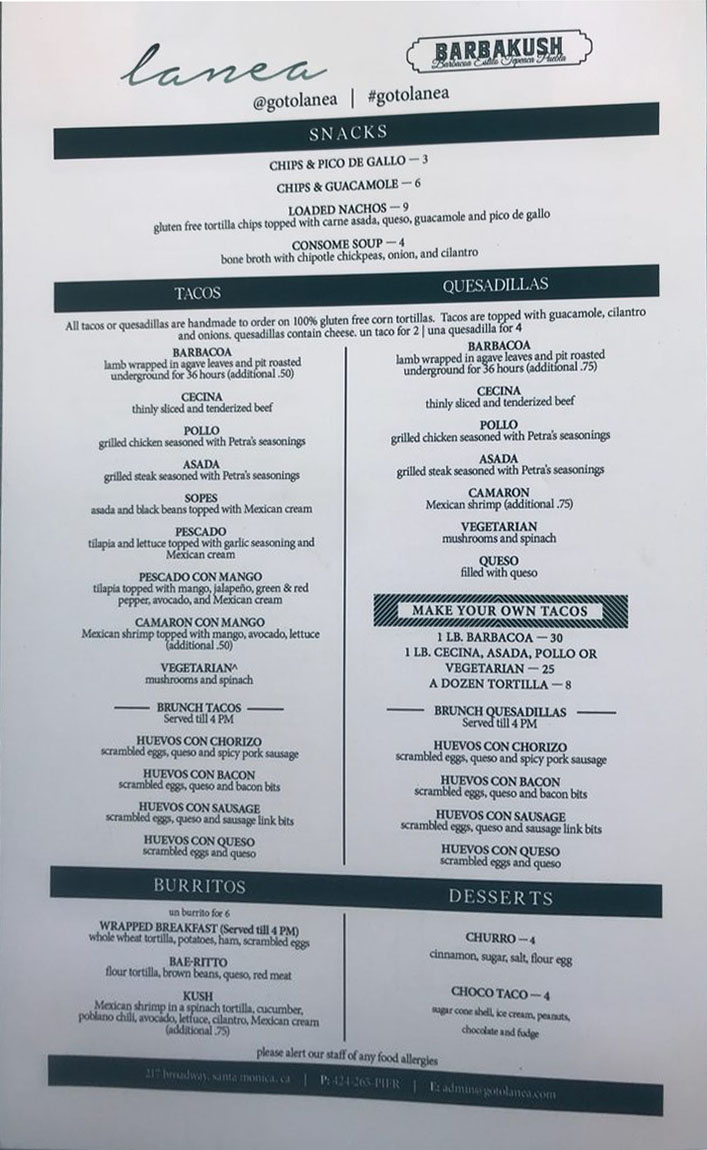 lanea
BARBAKUSH
Barbacoa Estilo Tepeaca Puebla
@gotolanea | #gotolanea
SNACKS
CHIPS & PICO DE GALLO — 3
CHIPS & GUACAMOLE — 6
LOADED NACHOS — 9
gluten free tortilla chips topped with carne asada, queso, guacamole and pico de gallo
CONSOME SOUP — 4
bone broth with chipotle chickpeas, onion, and cilantro
TACOS
QUESADILLAS
All tacos or quesadillas are handmade to order on 100% gluten free corn tortillas. Tacos are topped with guacamole, cilantro
and onions. quesadillas contain cheese. un taco for 2 | una quesadilla for 4
BARBACOA
lamb wrapped in agave leaves and pit roasted
underground for 36 hours (additional .50)
CECINA
thinly sliced and tenderized beef
POLLO
grilled chicken seasoned with Petra's seasonings
ASADA
grilled steak seasoned with Petra's seasonings
SOPES
asada and black beans topped with Mexican cream
PESCADO
tilapia and lettuce topped with garlic seasoning and
Mexican cream
PESCADO CON MANGO
tilapia topped with mango, jalapeño, green & red
pepper, avocado, and Mexican cream
CAMARON CON MANGO
Mexican shrimp topped with mango, avocado, lettuce
(additional .50)
VEGETARIAN^
mushrooms and spinach
BRUNCH TACOS
Served till 4 PM
HUEVOS CON CHORIZO
scrambled eggs, queso and spicy pork sausage
HUEVOS CON BACON
scrambled eggs, queso and bacon bits
HUEVOS CON SAUSAGE
scrambled eggs, queso and sausage link bits
HUEVOS CON QUESO
scrambled eggs and queso
BARBACOA
lamb wrapped in agave leaves and pit roasted
underground for 36 hours (additional .75)
CECINA
thinly sliced and tenderized beef
POLLO
grilled chicken seasoned with Petra's seasonings
ASADA
grilled steak seasoned with Petra's seasonings
CAMARON
Mexican shrimp (additional .75)
VEGETARIAN
mushrooms and spinach
QUESO
filled with queso
MAKE YOUR OWN TACOS
1 LB. BARBACOA — 30
1 LB. CECINA, ASADA, POLLO OR
VEGETARIAN — 25
A DOZEN TORTILLA — 8
BRUNCH QUESADILLAS
Served till 4 PM
HUEVOS CON CHORIZO
scrambled eggs, queso and spicy pork sausage
HUEVOS CON BACON
scrambled eggs, queso and bacon bits
HUEVOS CON SAUSAGE
scrambled eggs, queso and sausage link bits
HUEVOS CON QUESO
scrambled eggs and queso
BURRITOS
un burrito for 6
WRAPPED BREAKFAST (Served till 4 PM)
whole wheat tortilla, potatoes, ham, scrambled eggs
BAE-RITTO
flour tortilla, brown beans, queso, red meat
KUSH
Mexican shrimp in a spinach tortilla, cucumber,
poblano chili, avocado, lettuce, cilantro, Mexican cream
(additional .75)
DESSERTS
CHURRO — 4
cinnamon, sugar, salt, flour egg
CHOCO TACO — 4
sugar cone shell, ice cream, peanuts,
chocolate and fudge
please alert our staff of any food allergies
217 broadway, santa monica, ca | P: 424-265-PIER | E: admin@gotolanea.com